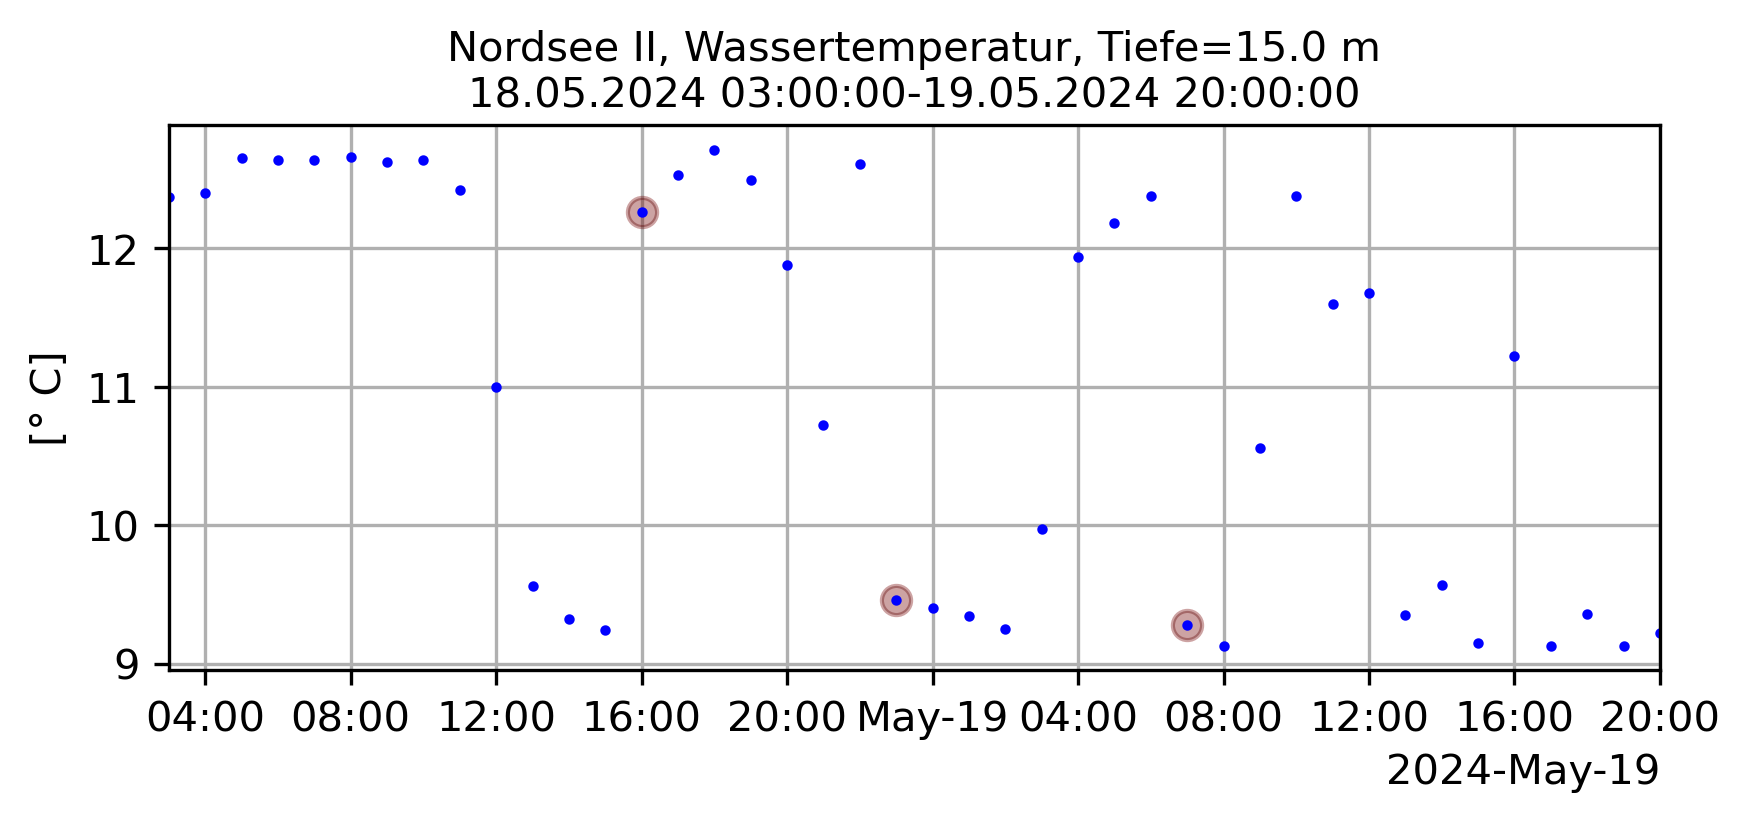 Nordsee II, Wassertemperatur, Tiefe=15.0 m
18.05.2024 03:00:00-19.05.2024 20:00:00
[° C]
12
11
10
9
04:00 08:00 12:00 16:00 20:00 May-19 04:00 08:00 12:00 16:00 20:00
2024-May-19